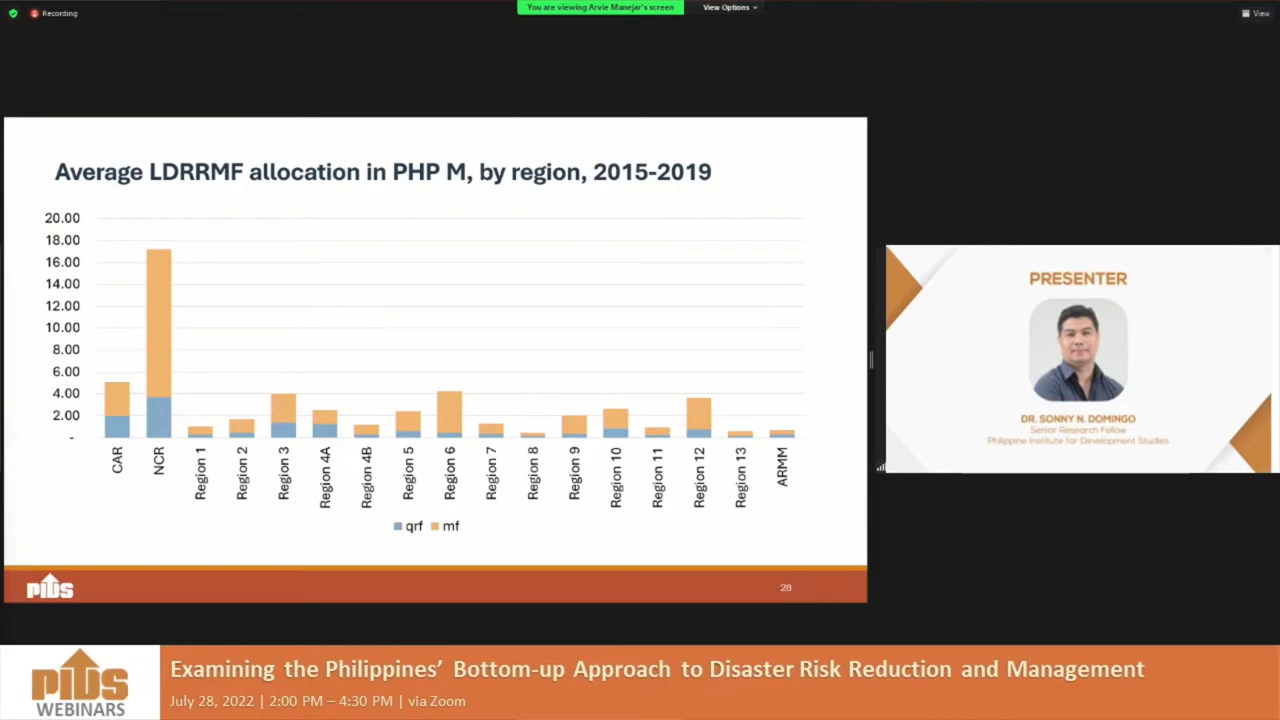 Recording
You are viewing Arvie Manejar's screen
View Options
View
Average LDRRMF allocation in PHP M, by region, 2015-2019
20.00
18.00
16.00
14.00
12.00
10.00
8.00
6.00
4.00
2.00
-
CAR
NCR
Region 1
Region 2
Region 3
Region 4A
Region 4B
Region 5
Region 6
Region 7
Region 8
Region 9
Region 10
Region 11
Region 12
Region 13
ARMM
qrf mf
PIDS
28
PRESENTER
DR. SONNY N. DOMINGO
Senior Research Fellow
Philippine Institute for Development Studies
PIDS
WEBINARS
Examining the Philippines' Bottom-up Approach to Disaster Risk Reduction and Management
July 28, 2022 | 2:00 PM – 4:30 PM | via Zoom